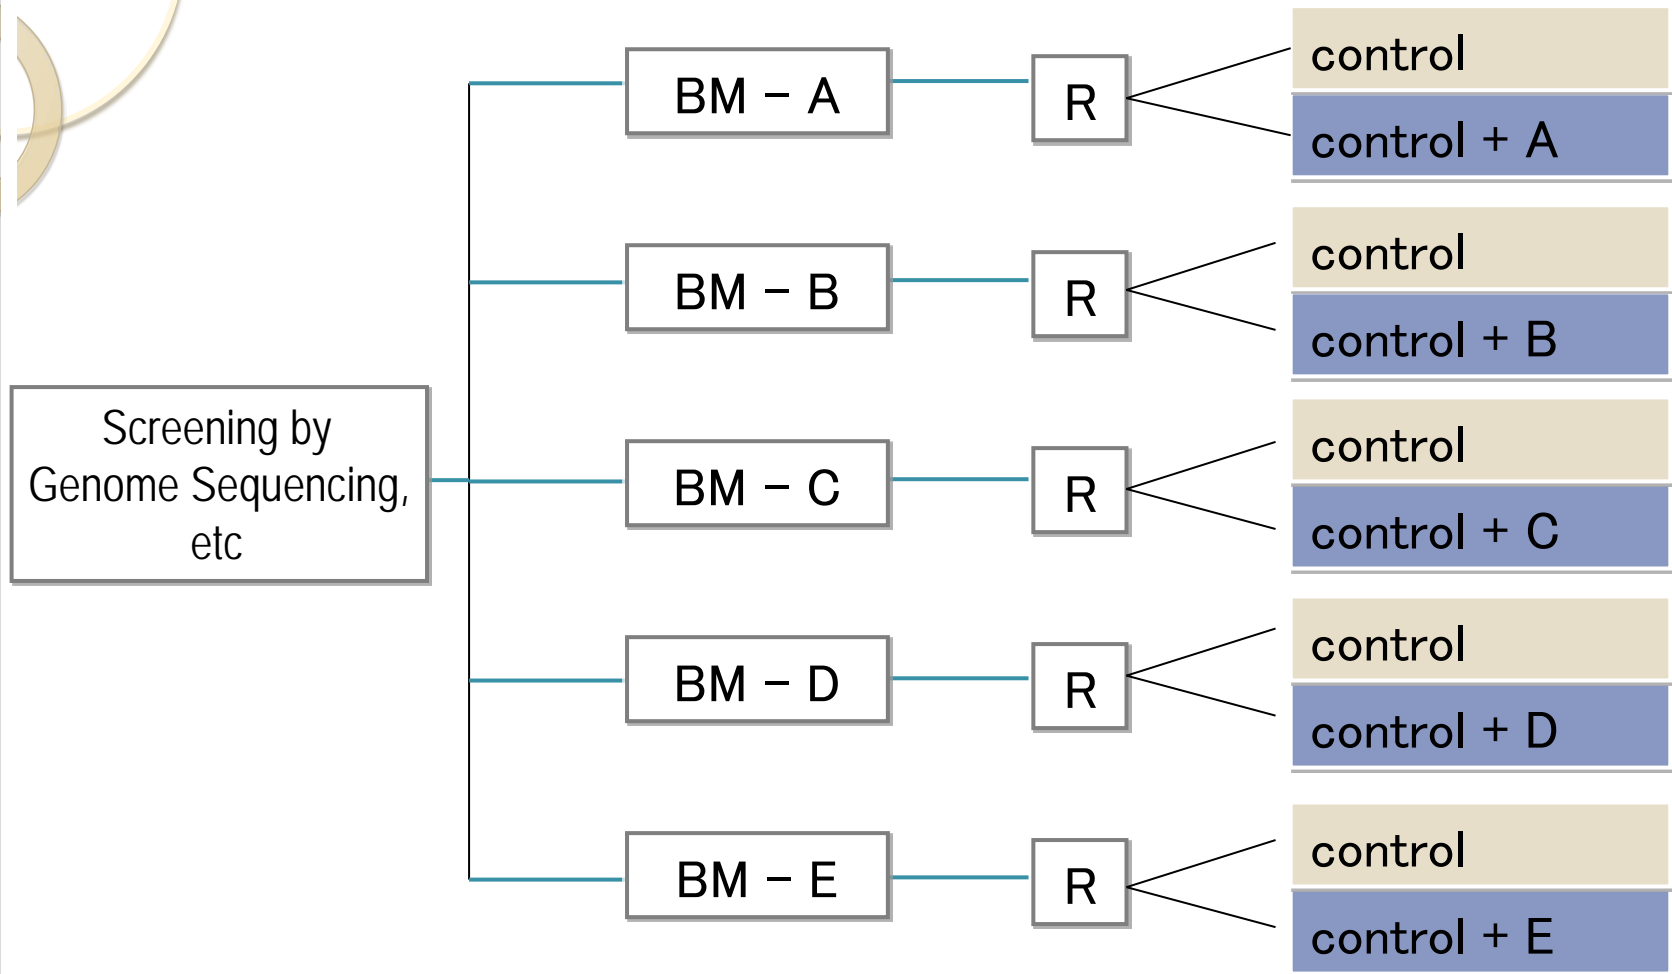 Screening by
Genome Sequencing,
etc
BM − A
R
control
control + A
BM − B
R
control
control + B
BM − C
R
control
control + C
BM − D
R
control
control + D
BM − E
R
control
control + E